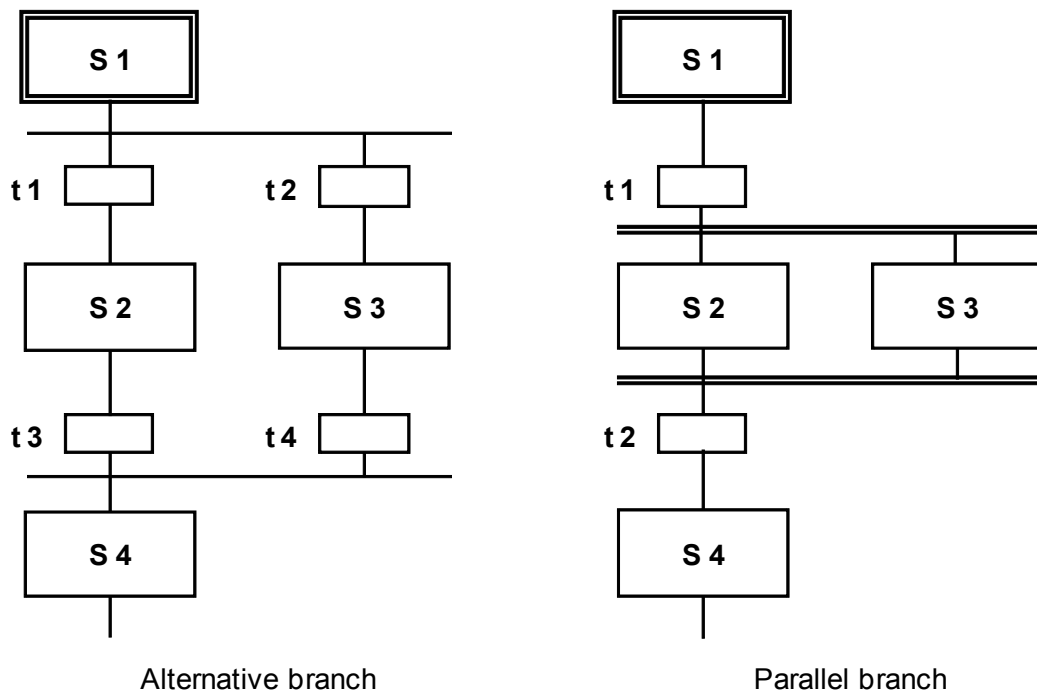 S 1
S 1
t 1
t 2
t 1
S 2
S 3
S 2
S 3
t 3
t 4
t 2
S 4
S 4
Alternative branch
Parallel branch